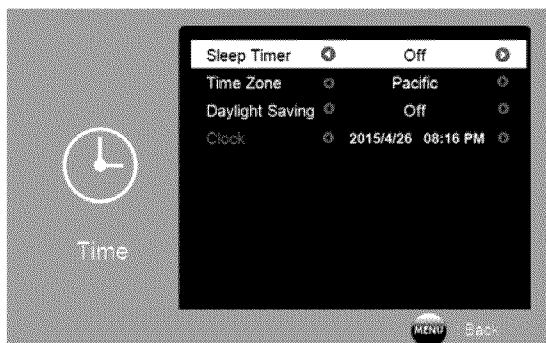 Sleep Timer Off
Time Zone Pacific
Daylight Saving Off
Clock 2015/4/26 08:16 PM
Time
MENU : Back